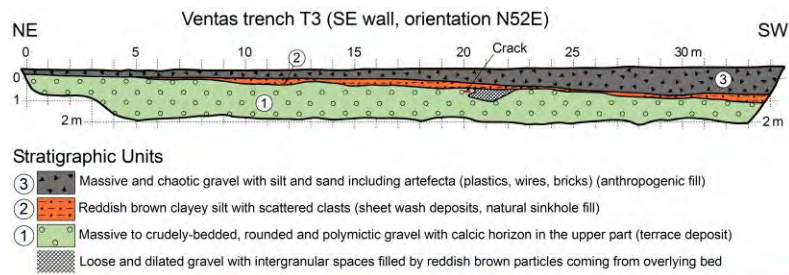 Ventas trench T3 (SE wall, orientation N52E)
NE
SW
0 5 10 15 20 25 30 m
Crack
2
0
1
2 m
1
3
0
1
2 m
Stratigraphic Units
3 Massive and chaotic gravel with silt and sand including artefecta (plastics, wires, bricks) (anthropogenic fill)
2 Reddish brown clayey silt with scattered clasts (sheet wash deposits, natural sinkhole fill)
1 Massive to crudely-bedded, rounded and polymictic gravel with calcic horizon in the upper part (terrace deposit)
Loose and dilated gravel with intergranular spaces filled by reddish brown particles coming from overlying bed